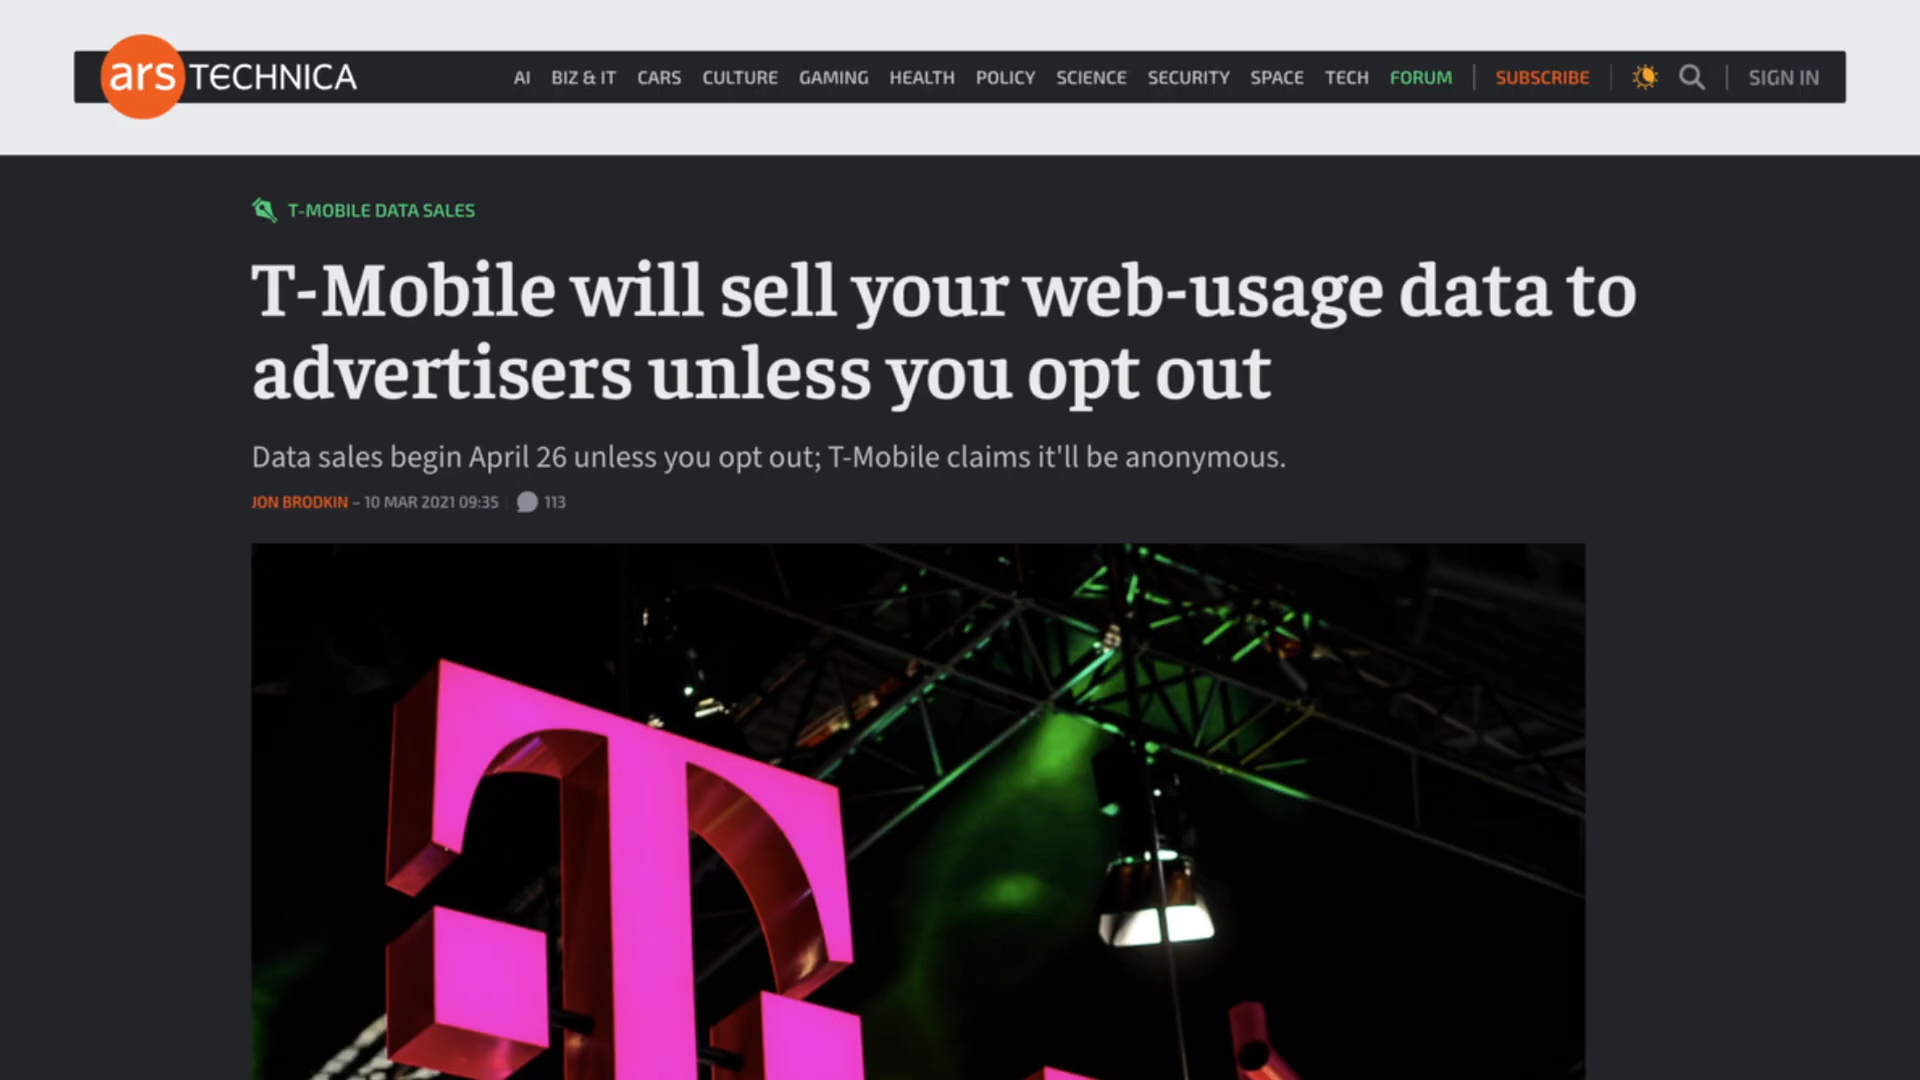 ars TECHNICA AI BIZ & IT CARS CULTURE GAMING HEALTH POLICY SCIENCE SECURITY SPACE TECH FORUM SUBSCRIBE SIGN IN
T-MOBILE DATA SALES
T-Mobile will sell your web-usage data to
advertisers unless you opt out
Data sales begin April 26 unless you opt out; T-Mobile claims it'll be anonymous.
JON BRODKIN – 10 MAR 2021 09:35 113
T